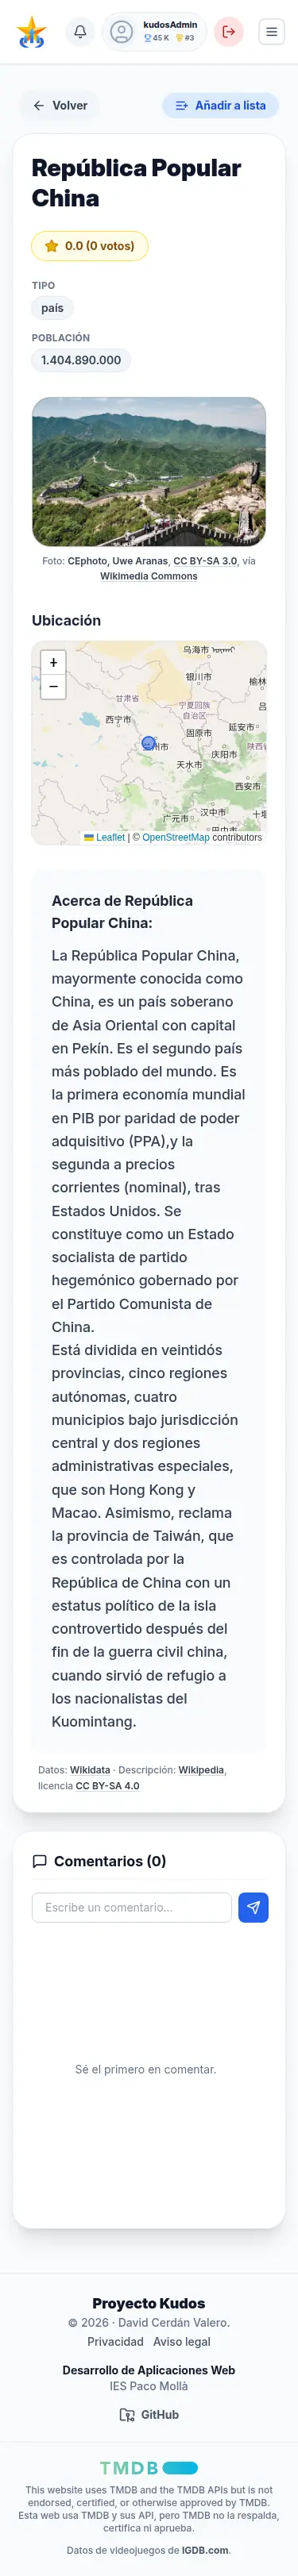 kudosAdmin
45 K #3
Volver
Añadir a lista
República Popular
China
0.0 (0 votos)
TIPO
país
POBLACIÓN
1.404.890.000
Foto: CEphoto, Uwe Aranas, CC BY-SA 3.0, vía
Wikimedia Commons
Ubicación
+
−
乌海市
银川市
榆林
甘肃省
宁夏回族
自治区
西宁市
固原市
延安市
州市
庆阳市
天水市
西安市
汉中市
广元市
Leaflet | © OpenStreetMap contributors
Acerca de República
Popular China:
La República Popular China,
mayormente conocida como
China, es un país soberano
de Asia Oriental con capital
en Pekín. Es el segundo país
más poblado del mundo. Es
la primera economía mundial
en PIB por paridad de poder
adquisitivo (PPA),y la
segunda a precios
corrientes (nominal), tras
Estados Unidos. Se
constituye como un Estado
socialista de partido
hegemónico gobernado por
el Partido Comunista de
China.
Está dividida en veintidós
provincias, cinco regiones
autónomas, cuatro
municipios bajo jurisdicción
central y dos regiones
administrativas especiales,
que son Hong Kong y
Macao. Asimismo, reclama
la provincia de Taiwán, que
es controlada por la
República de China con un
estatus político de la isla
controvertido después del
fin de la guerra civil china,
cuando sirvió de refugio a
los nacionalistas del
Kuomintang.
Datos: Wikidata · Descripción: Wikipedia,
licencia CC BY-SA 4.0
Comentarios (0)
Escribe un comentario...
Sé el primero en comentar.
Proyecto Kudos
© 2026 · David Cerdán Valero.
Privacidad Aviso legal
Desarrollo de Aplicaciones Web
IES Paco Mollà
GitHub
TMDB
This website uses TMDB and the TMDB APIs but is not
endorsed, certified, or otherwise approved by TMDB.
Esta web usa TMDB y sus API, pero TMDB no la respalda,
certifica ni aprueba.
Datos de videojuegos de IGDB.com.